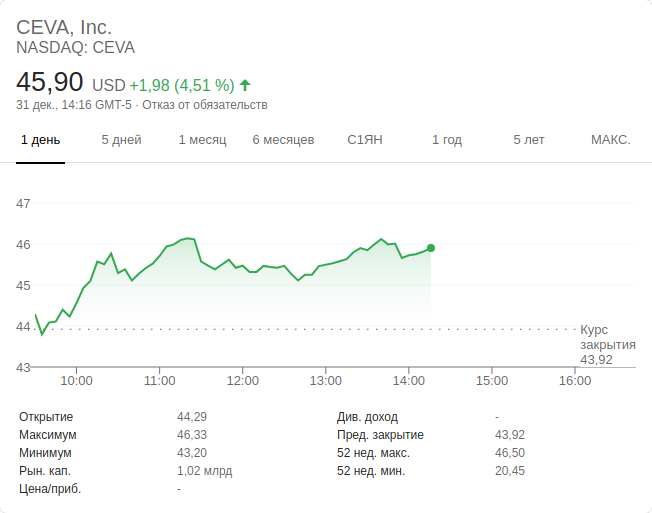 CEVA, Inc.
NASDAQ: CEVA
45,90 USD +1,98 (4,51 %)
31 дек., 14:16 GMT-5 · Отказ от обязательств
1 день 5 дней 1 месяц 6 месяцев С1ЯН 1 год 5 лет МАКС.
47
46
45
44
Курс
закрытия
43,92
43
10:00 11:00 12:00 13:00 14:00 15:00 16:00
Открытие 44,29 Див. доход -
Максимум 46,33 Пред. закрытие 43,92
Минимум 43,20 52 нед. макс. 46,50
Рын. кап. 1,02 млрд 52 нед. мин. 20,45
Цена/приб. -